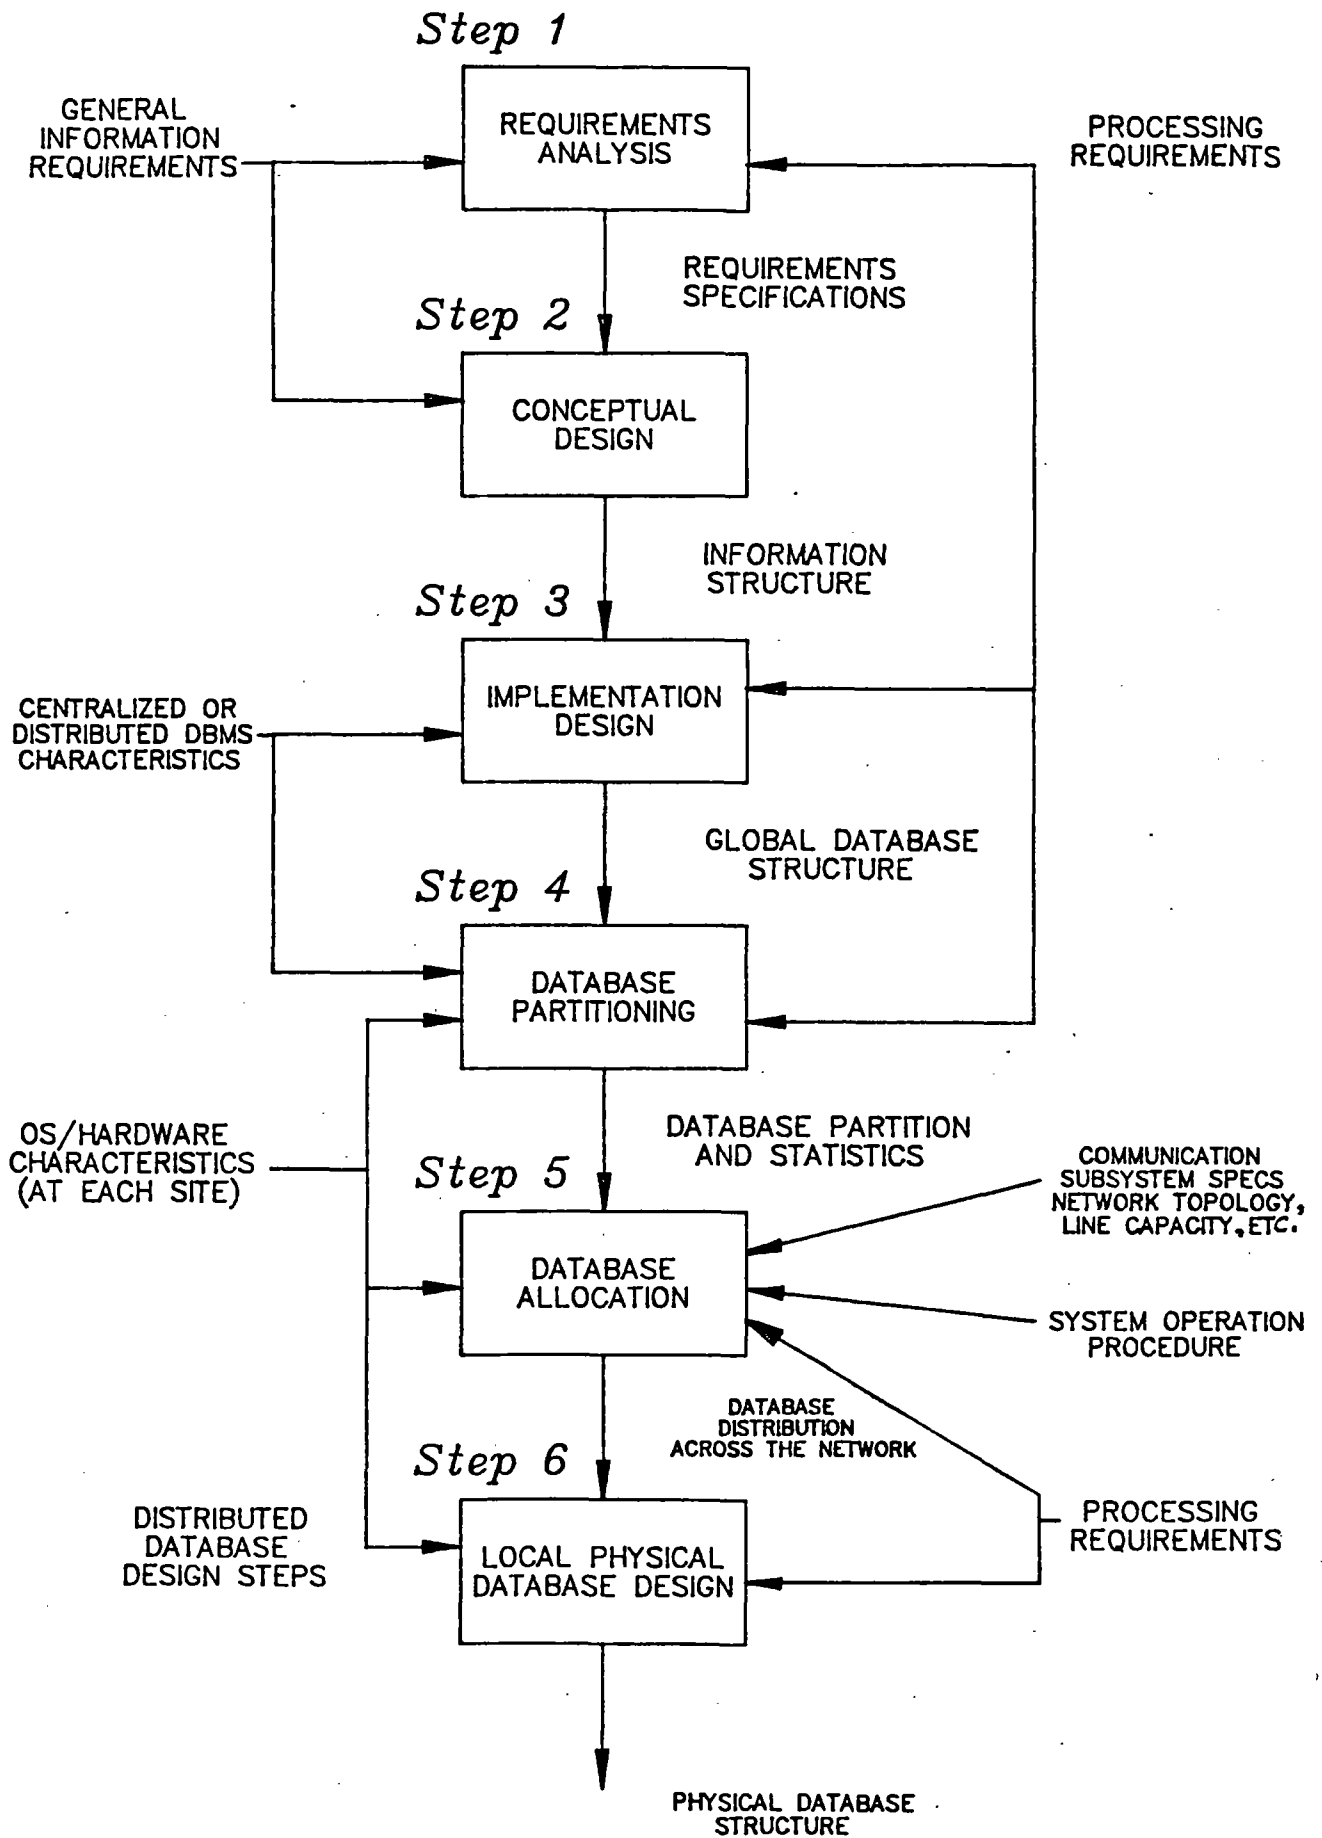 Step 1
GENERAL
INFORMATION
REQUIREMENTS
REQUIREMENTS
ANALYSIS
PROCESSING
REQUIREMENTS
REQUIREMENTS
SPECIFICATIONS
Step 2
CONCEPTUAL
DESIGN
INFORMATION
STRUCTURE
Step 3
CENTRALIZED OR
DISTRIBUTED DBMS
CHARACTERISTICS
IMPLEMENTATION
DESIGN
GLOBAL DATABASE
STRUCTURE
Step 4
DATABASE
PARTITIONING
OS/HARDWARE
CHARACTERISTICS
(AT EACH SITE)
DATABASE PARTITION
AND STATISTICS
Step 5
COMMUNICATION
SUBSYSTEM SPECS
NETWORK TOPOLOGY,
LINE CAPACITY, ETC.
DATABASE
ALLOCATION
SYSTEM OPERATION
PROCEDURE
DATABASE
DISTRIBUTION
ACROSS THE NETWORK
Step 6
DISTRIBUTED
DATABASE
DESIGN STEPS
LOCAL PHYSICAL
DATABASE DESIGN
PROCESSING
REQUIREMENTS
PHYSICAL DATABASE
STRUCTURE